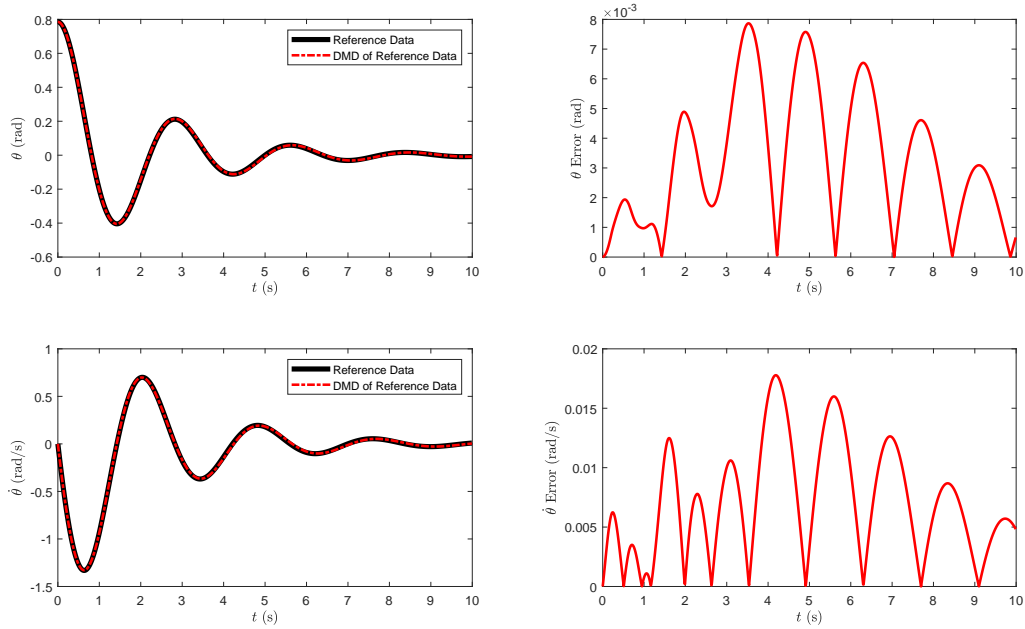 0.8
0.6
0.4
0.2
0
-0.2
-0.4
-0.6
θ (rad)
0 1 2 3 4 5 6 7 8 9 10
t (s)
Reference Data
DMD of Reference Data
×10⁻³
8
7
6
5
4
3
2
1
0
θ Error (rad)
0 1 2 3 4 5 6 7 8 9 10
t (s)
1
0.5
0
-0.5
-1
-1.5
θ̇ (rad/s)
0 1 2 3 4 5 6 7 8 9 10
t (s)
Reference Data
DMD of Reference Data
0.02
0.015
0.01
0.005
0
θ̇ Error (rad/s)
0 1 2 3 4 5 6 7 8 9 10
t (s)